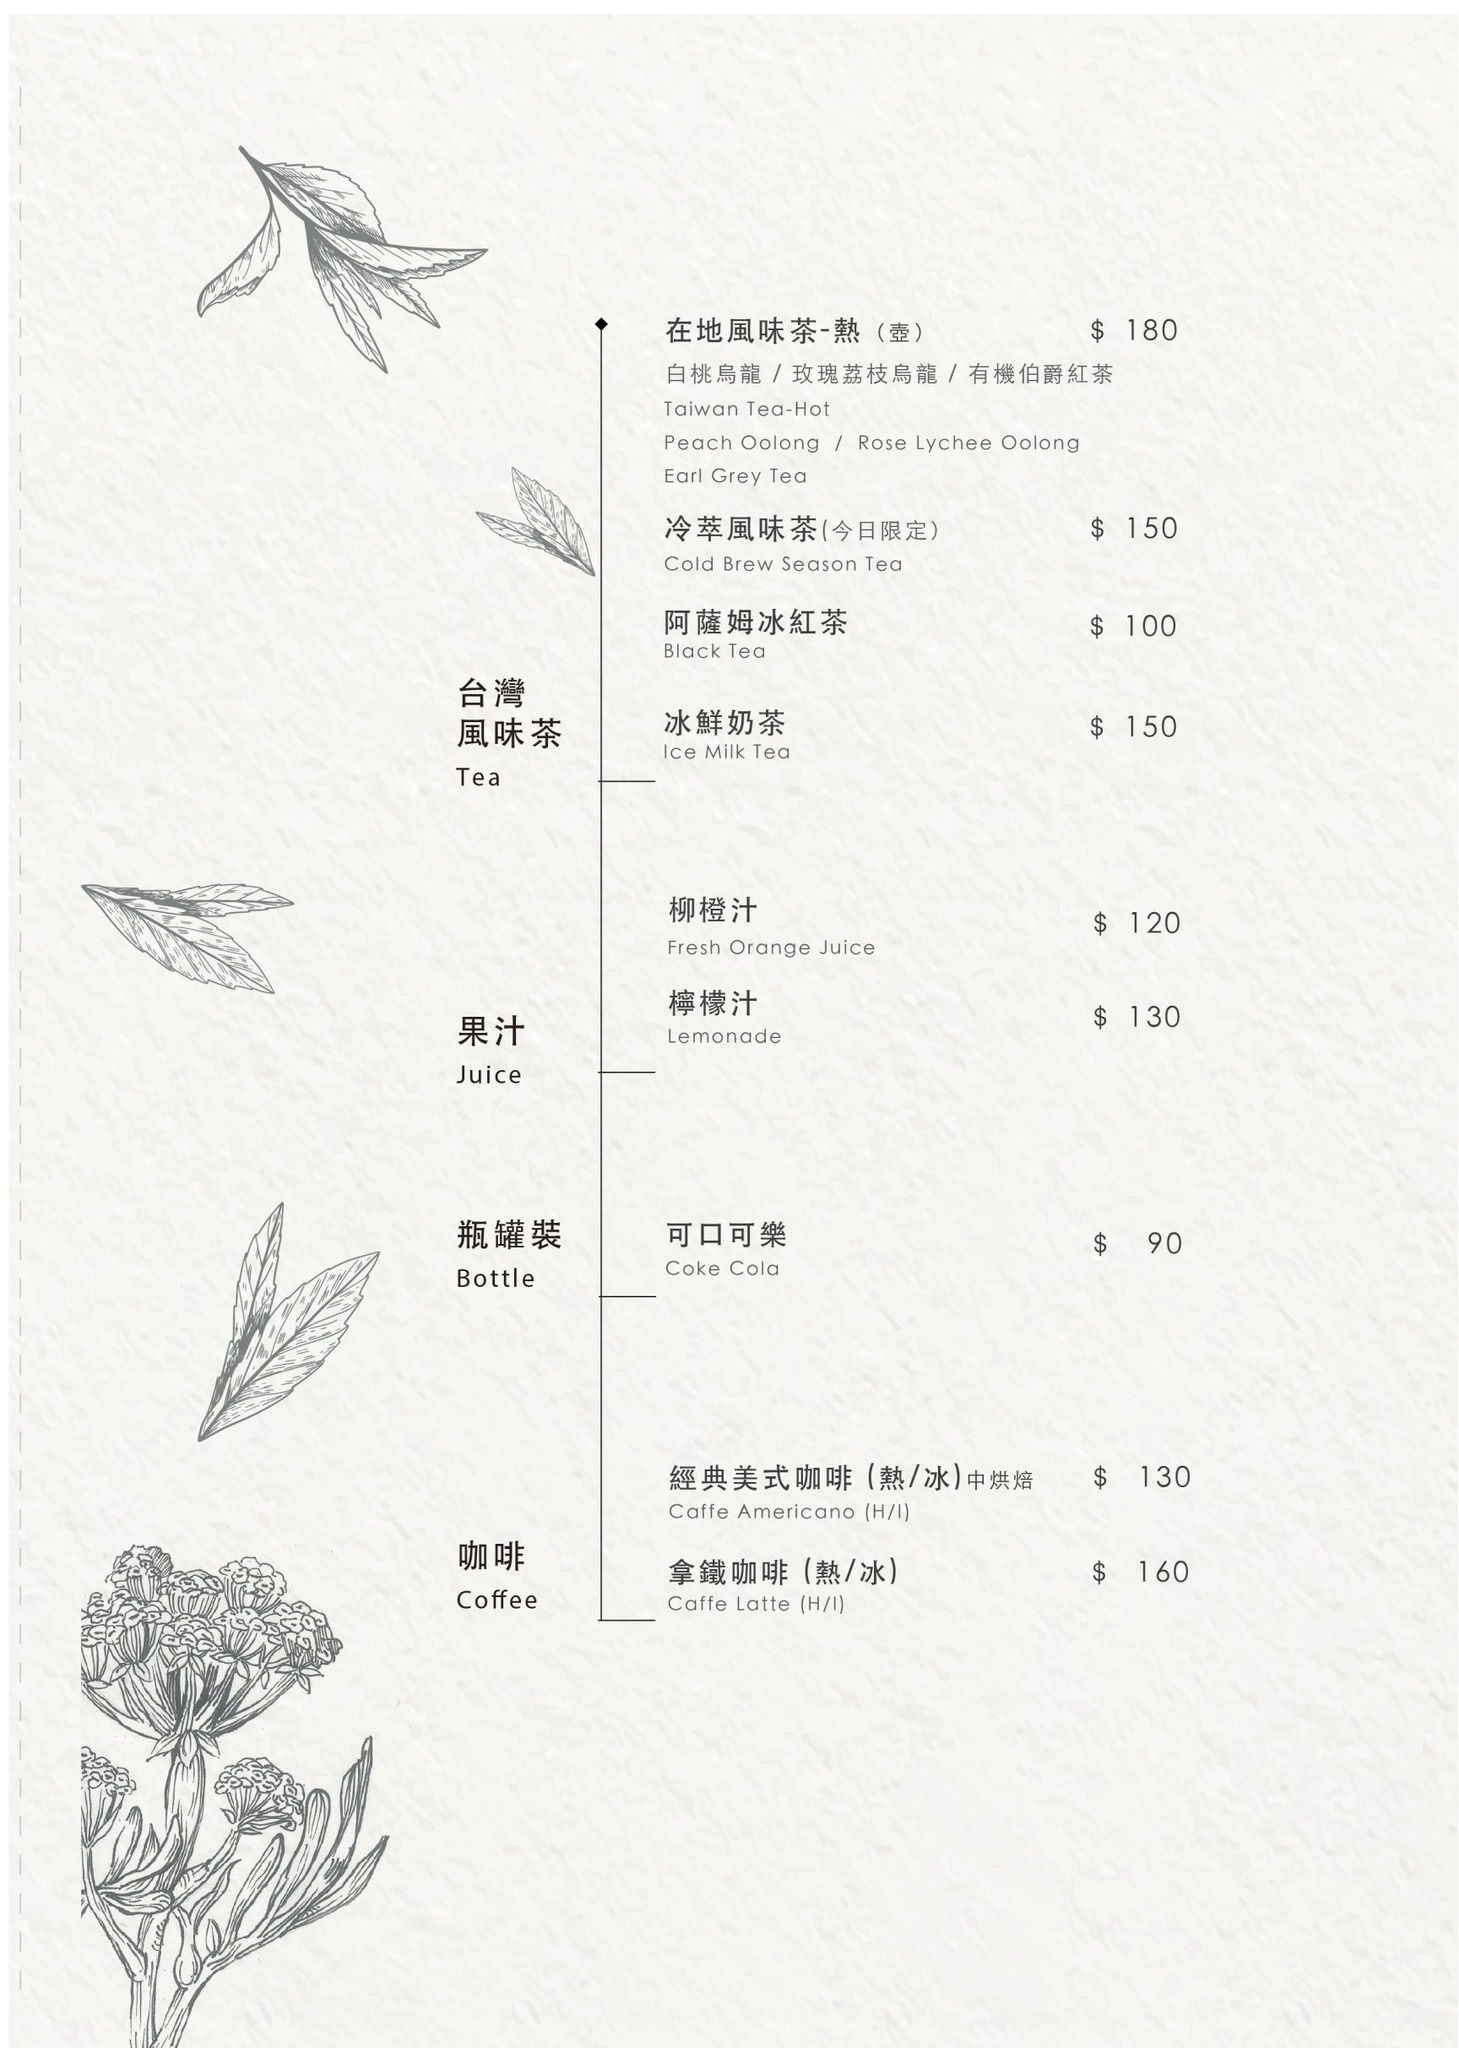 在地風味茶-熱（壺） $ 180
白桃烏龍 / 玫瑰荔枝烏龍 / 有機伯爵紅茶
Taiwan Tea-Hot
Peach Oolong / Rose Lychee Oolong
Earl Grey Tea
冷萃風味茶(今日限定) $ 150
Cold Brew Season Tea
阿薩姆冰紅茶 $ 100
Black Tea
台灣
風味茶
Tea
冰鮮奶茶 $ 150
Ice Milk Tea
柳橙汁 $ 120
Fresh Orange Juice
檸檬汁 $ 130
Lemonade
果汁
Juice
瓶罐裝
Bottle
可口可樂 $ 90
Coke Cola
經典美式咖啡 (熱/冰)中烘焙 $ 130
Caffe Americano (H/I)
咖啡
Coffee
拿鐵咖啡 (熱/冰) $ 160
Caffe Latte (H/I)